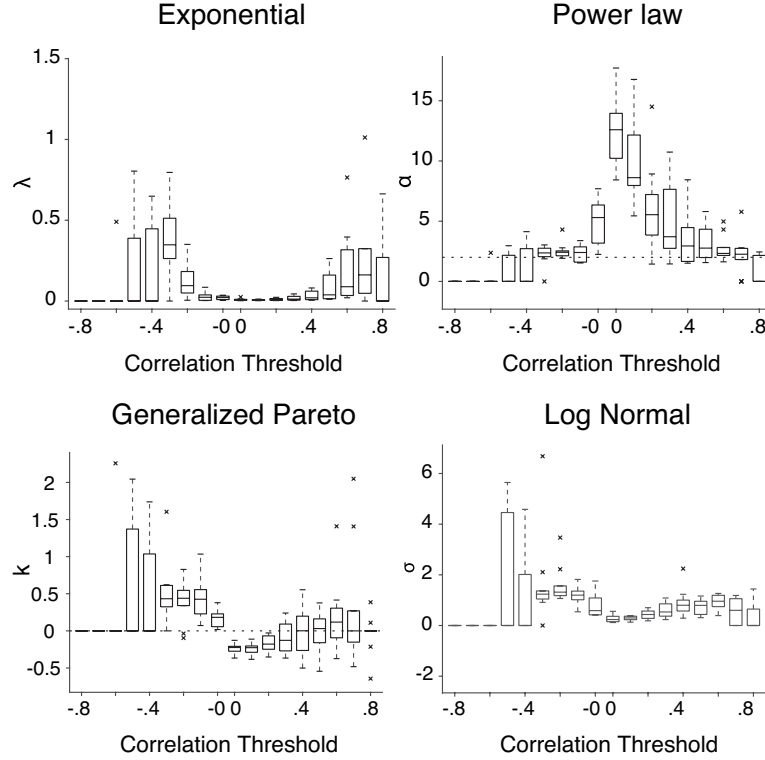 Exponential
Power law
1.5
1
0.5
0
λ
-.8 -.4 -0 0 .4 .8
Correlation Threshold
15
10
5
0
α
-.8 -.4 -0 0 .4 .8
Correlation Threshold
Generalized Pareto
Log Normal
2
1.5
1
0.5
0
-0.5
k
-.8 -.4 -0 0 .4 .8
Correlation Threshold
6
4
2
0
-2
σ
-.8 -.4 -0 0 .4 .8
Correlation Threshold